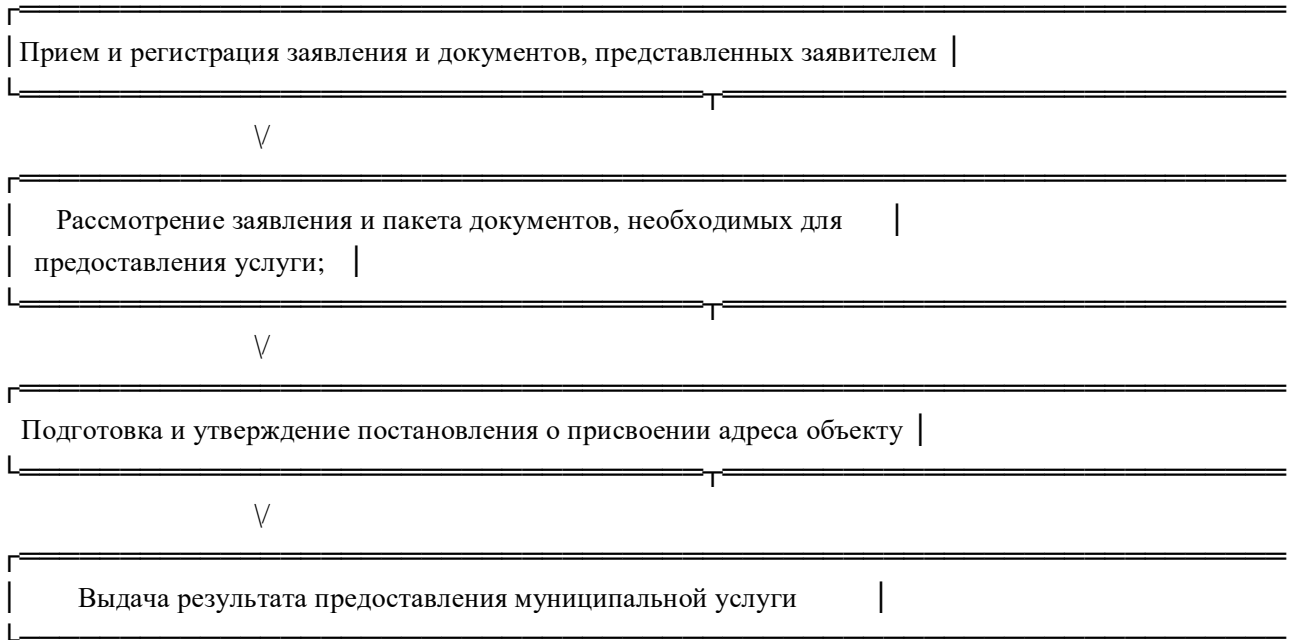 Прием и регистрация заявления и документов, представленных заявителем
\/
Рассмотрение заявления и пакета документов, необходимых для
предоставления услуги;
\/
Подготовка и утверждение постановления о присвоении адреса объекту
\/
Выдача результата предоставления муниципальной услуги